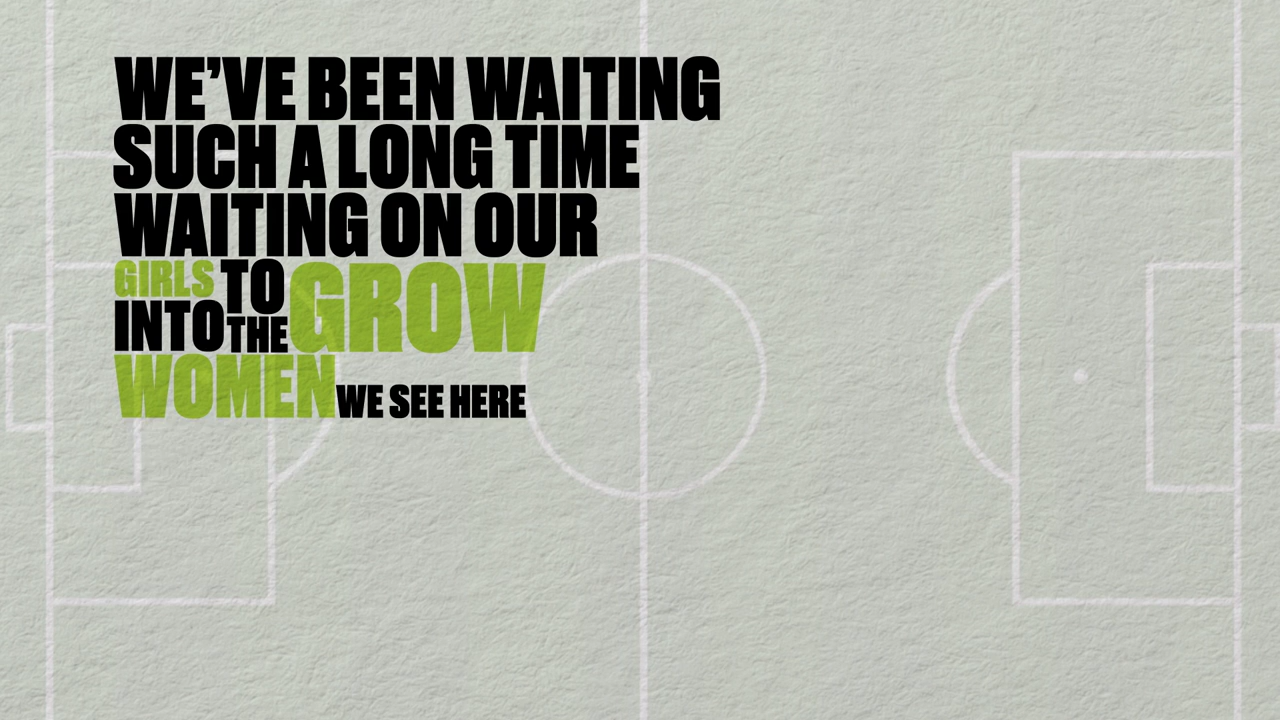 WE'VE BEEN WAITING
SUCH A LONG TIME
WAITING ON OUR
GIRLS TO GROW
INTO THE
WOMEN WE SEE HERE